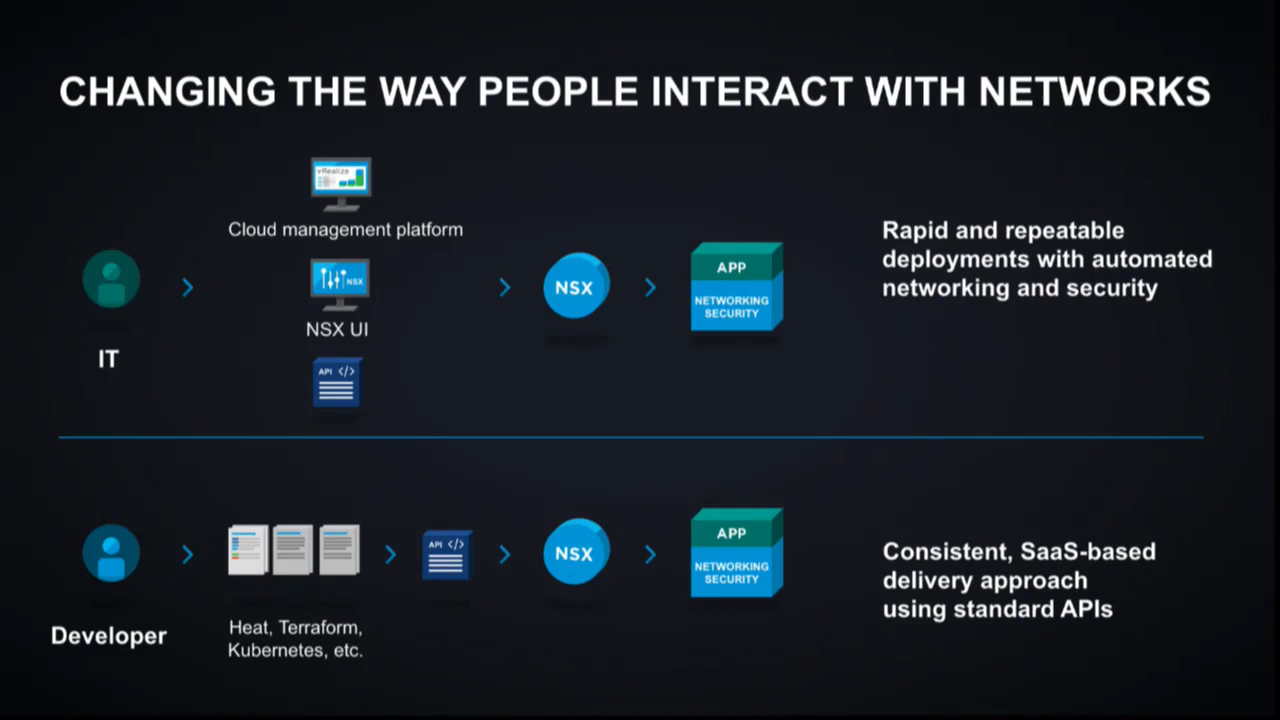 CHANGING THE WAY PEOPLE INTERACT WITH NETWORKS
vRealize
Cloud management platform
NSX
NSX UI
API </>
IT
NSX
APP
NETWORKING
SECURITY
Rapid and repeatable
deployments with automated
networking and security
Developer
Heat, Terraform,
Kubernetes, etc.
API </>
NSX
APP
NETWORKING
SECURITY
Consistent, SaaS-based
delivery approach
using standard APIs